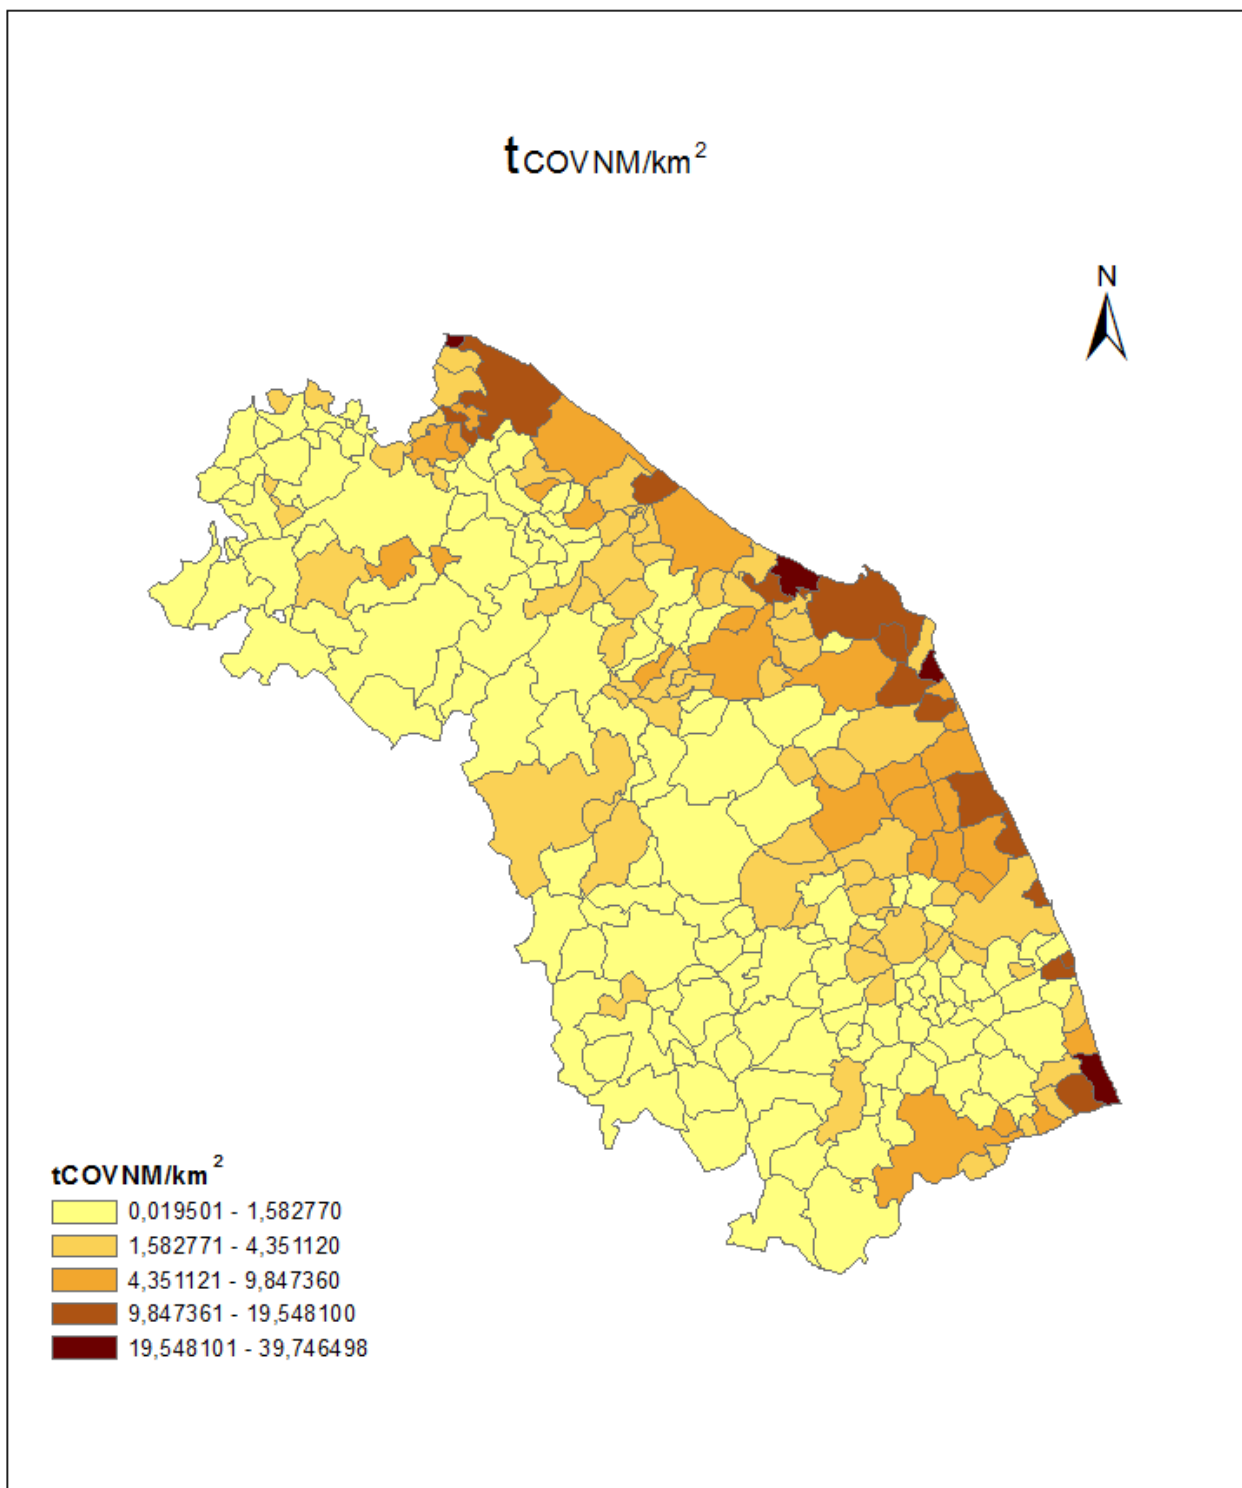 tCOVNM/km²
N
tCOVNM/km²
0,019501 - 1,582770
1,582771 - 4,351120
4,351121 - 9,847360
9,847361 - 19,548100
19,548101 - 39,746498